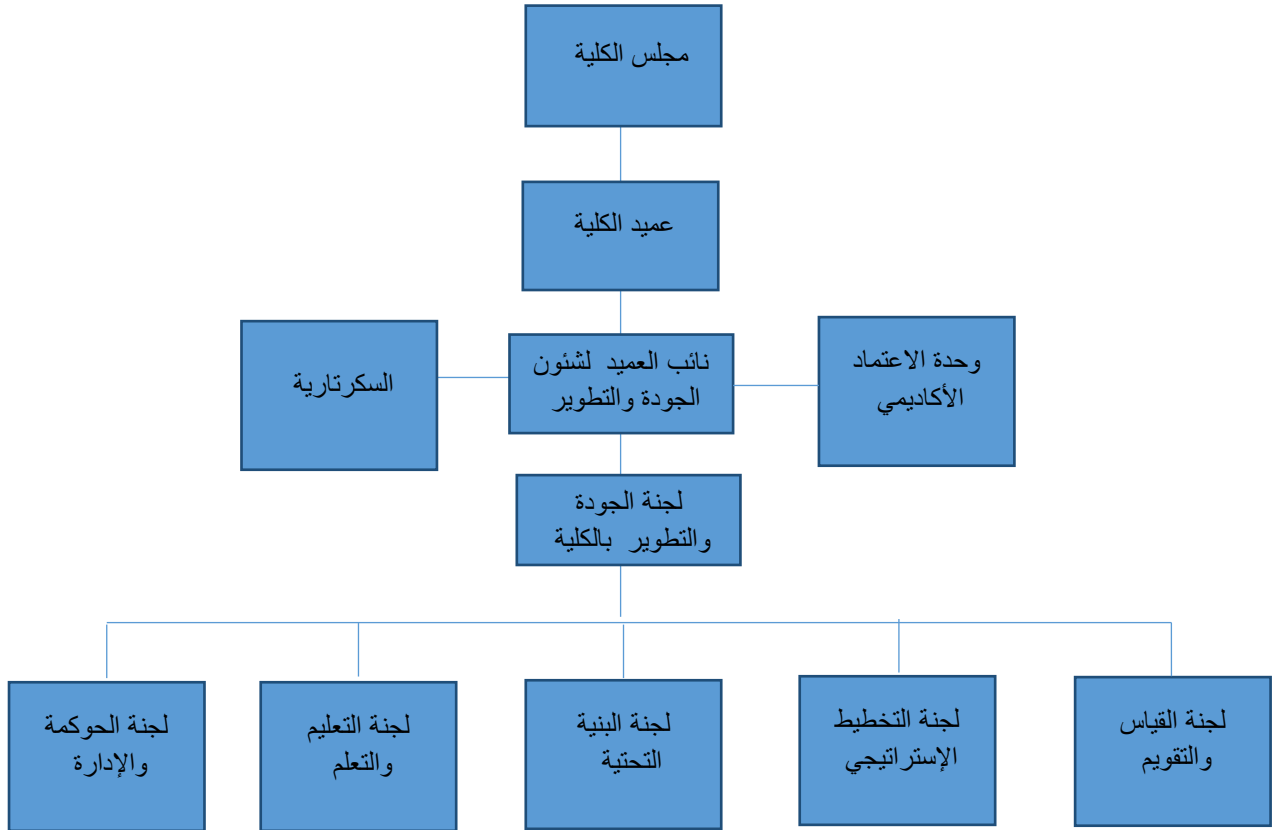 مجلس الكلية
عميد الكلية
وحدة الاعتماد
الأكاديمي
نائب العميد لشئون
الجودة والتطوير
السكرتارية
لجنة الجودة
والتطوير بالكلية
لجنة القياس
والتقويم
لجنة التخطيط
الإستراتيجي
لجنة البنية
التحتية
لجنة التعليم
والتعلم
لجنة الحوكمة
والإدارة